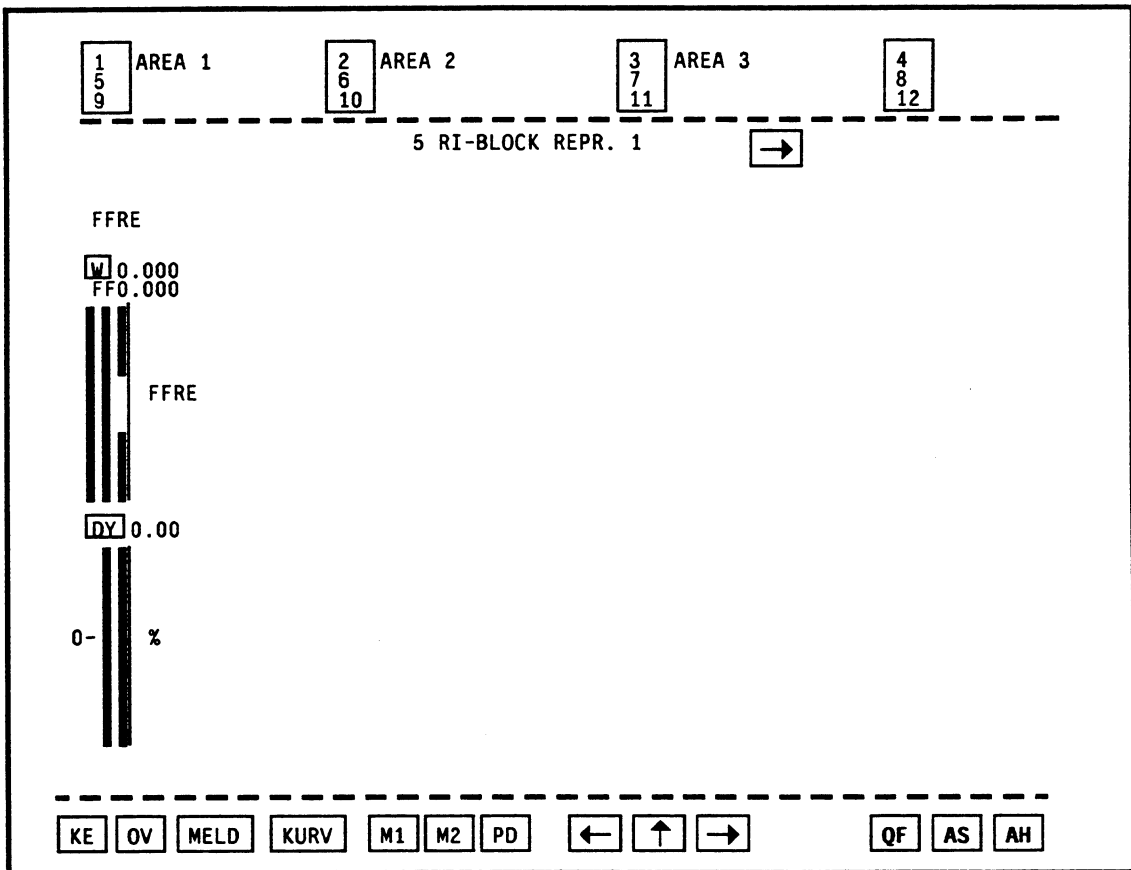 1 AREA 1 2 AREA 2 3 AREA 3 4
5 6 7 8
9 10 11 12
5 RI-BLOCK REPR. 1 →
FFRE
W 0.000
FF0.000
FFRE
DY 0.00
0- %
KE OV MELD KURV M1 M2 PD ← ↑ → QF AS AH